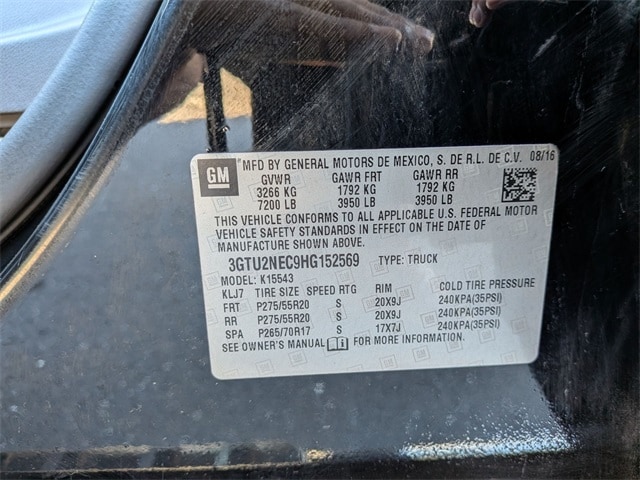 GM
MFD BY GENERAL MOTORS DE MEXICO, S. DE R.L. DE C.V. 08/16
GVWR GAWR FRT GAWR RR
3266 KG 1792 KG 1792 KG
7200 LB 3950 LB 3950 LB
THIS VEHICLE CONFORMS TO ALL APPLICABLE U.S. FEDERAL MOTOR
VEHICLE SAFETY STANDARDS IN EFFECT ON THE DATE OF
MANUFACTURE SHOWN ABOVE.
3GTU2NEC9HG152569 TYPE: TRUCK
MODEL: K15543
KLJ7 TIRE SIZE SPEED RTG RIM COLD TIRE PRESSURE
FRT P275/55R20 S 20X9J 240KPA(35PSI)
RR P275/55R20 S 20X9J 240KPA(35PSI)
SPA P265/70R17 S 17X7J 240KPA(35PSI)
SEE OWNER'S MANUAL FOR MORE INFORMATION.